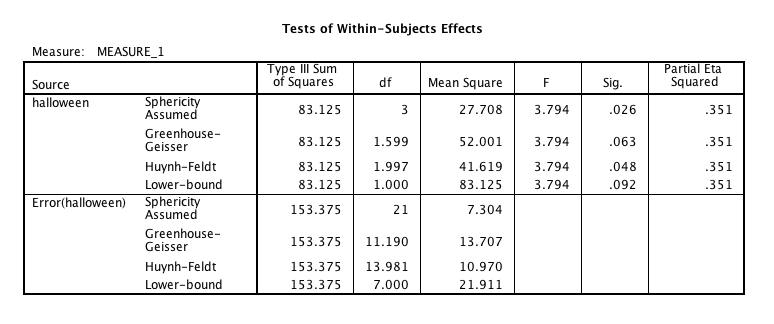 Tests of Within-Subjects Effects
Measure: MEASURE_1
Source Type III Sum of Squares df Mean Square F Sig. Partial Eta Squared
halloween Sphericity Assumed 83.125 3 27.708 3.794 .026 .351
Greenhouse-Geisser 83.125 1.599 52.001 3.794 .063 .351
Huynh-Feldt 83.125 1.997 41.619 3.794 .048 .351
Lower-bound 83.125 1.000 83.125 3.794 .092 .351
Error(halloween) Sphericity Assumed 153.375 21 7.304
Greenhouse-Geisser 153.375 11.190 13.707
Huynh-Feldt 153.375 13.981 10.970
Lower-bound 153.375 7.000 21.911